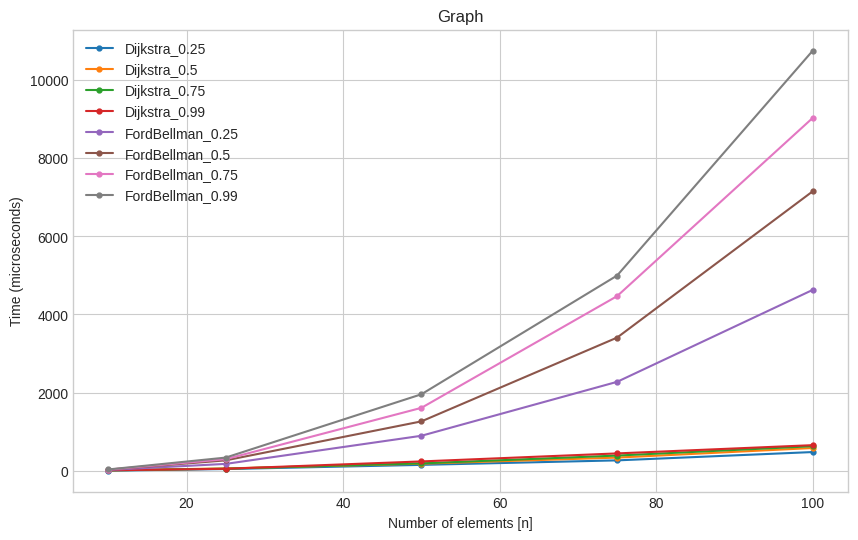 Graph
Dijkstra_0.25
Dijkstra_0.5
Dijkstra_0.75
Dijkstra_0.99
FordBellman_0.25
FordBellman_0.5
FordBellman_0.75
FordBellman_0.99
Time (microseconds)
10000
8000
6000
4000
2000
0
20 40 60 80 100
Number of elements [n]